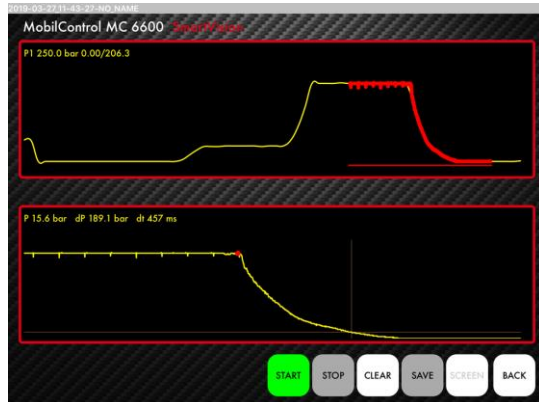 2019-03-27,11-43-27-NO_NAME
MobilControl MC 6600 SmartVision
P1 250.0 bar 0.00/206.3
P 15.6 bar dP 189.1 bar dt 457 ms
START STOP CLEAR SAVE SCREEN BACK